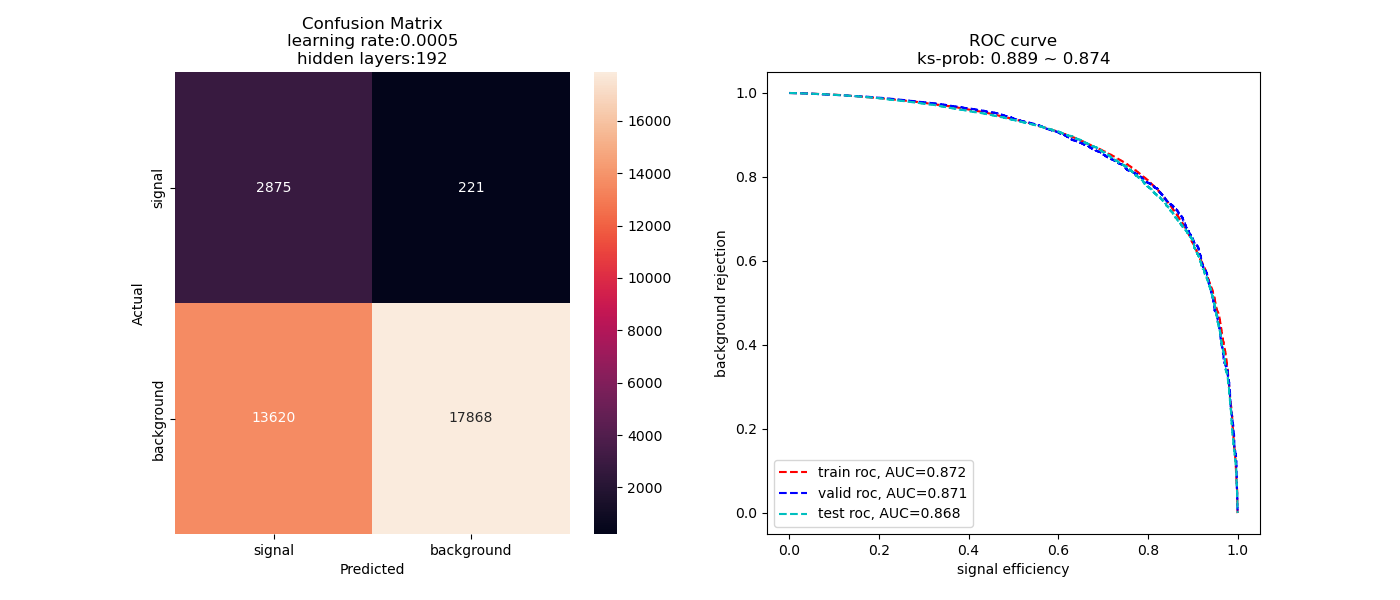 Confusion Matrix
learning rate:0.0005
hidden layers:192
signal
background
Actual
2875
221
13620
17868
signal
background
Predicted
16000
14000
12000
10000
8000
6000
4000
2000
ROC curve
ks-prob: 0.889 ~ 0.874
background rejection
1.0
0.8
0.6
0.4
0.2
0.0
train roc, AUC=0.872
valid roc, AUC=0.871
test roc, AUC=0.868
0.0
0.2
0.4
0.6
0.8
1.0
signal efficiency